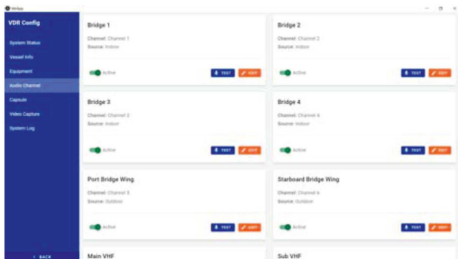 VDR Config
System Status
Vessel Info
Equipment
Audio Channel
Capsule
Video Capture
System Log
BACK
Bridge 1
Channel: Channel 1
Source: Indoor
Active
TEST
EDIT
Bridge 2
Channel: Channel 2
Source: Indoor
Active
TEST
EDIT
Bridge 3
Source: Indoor
Active
TEST
EDIT
Bridge 4
Channel: Channel 4
Source: Indoor
Active
TEST
EDIT
Port Bridge Wing
Channel: Channel 5
Source: Outdoor
Active
TEST
EDIT
Starboard Bridge Wing
Channel: Channel 6
Source: Outdoor
Active
TEST
EDIT
Main VHF
Sub VHF